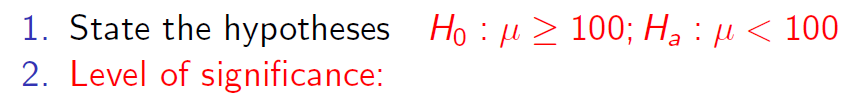 1. State the hypotheses H₀ : μ ≥ 100; Hₐ : μ < 100
2. Level of significance: